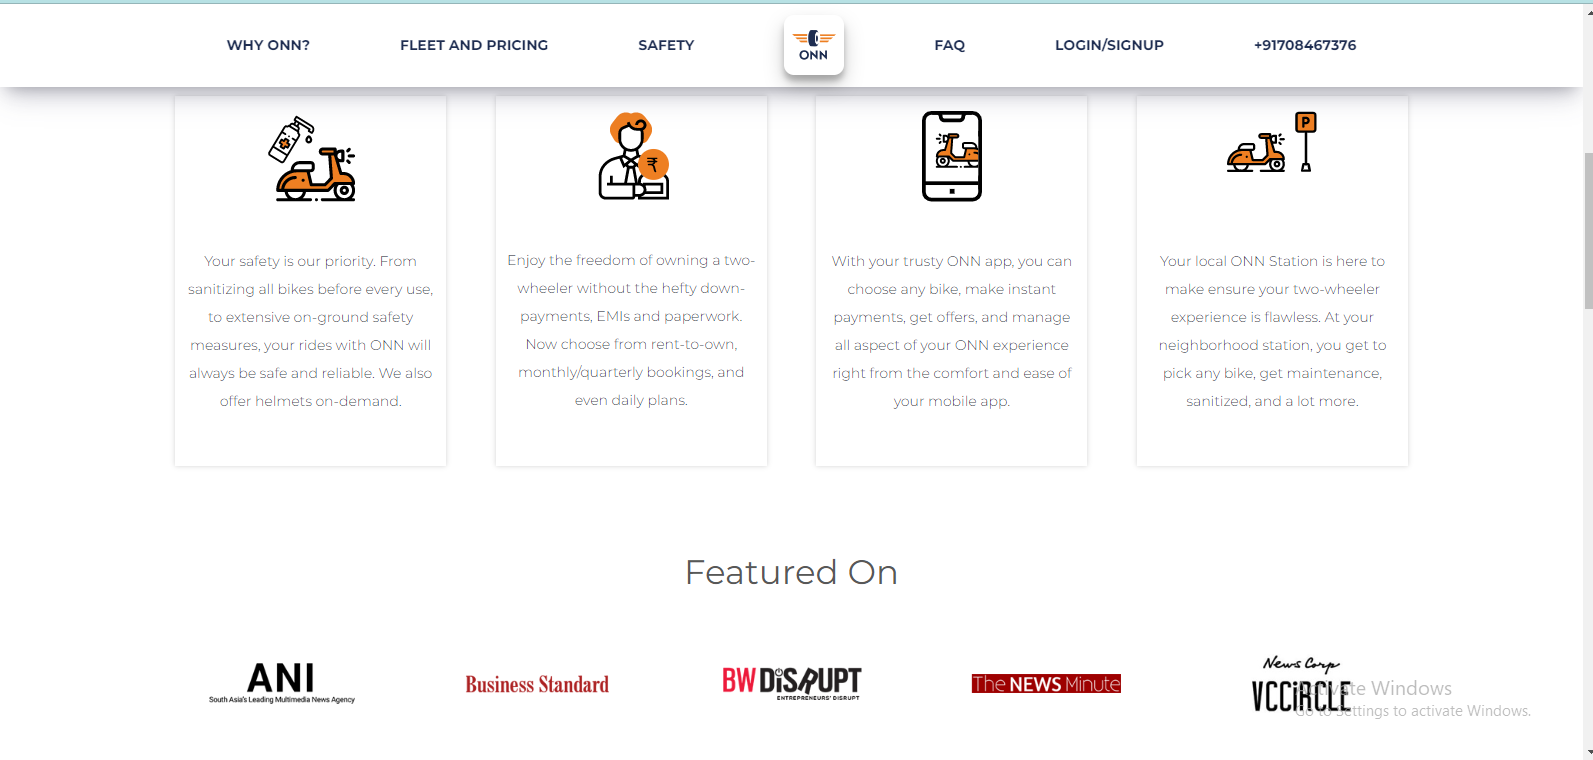 WHY ONN?
FLEET AND PRICING
SAFETY
ONN
FAQ
LOGIN/SIGNUP
+91708467376
P
₹
Your safety is our priority. From
sanitizing all bikes before every use,
to extensive on-ground safety
measures, your rides with ONN will
always be safe and reliable. We also
offer helmets on-demand.
Enjoy the freedom of owning a two-
wheeler without the hefty down-
payments, EMIs and paperwork.
Now choose from rent-to-own,
monthly/quarterly bookings, and
even daily plans.
With your trusty ONN app, you can
choose any bike, make instant
payments, get offers, and manage
all aspect of your ONN experience
right from the comfort and ease of
your mobile app.
Your local ONN Station is here to
make ensure your two-wheeler
experience is flawless. At your
neighborhood station, you get to
pick any bike, get maintenance,
sanitized, and a lot more.
Featured On
ANI
South Asia's Leading Multimedia News Agency
Business Standard
BW DiSRUPT
ENTREPRENEURS' DISRUPT
The NEWS Minute
News Corp
VCCiRCLE
Activate Windows
Go to Settings to activate Windows.